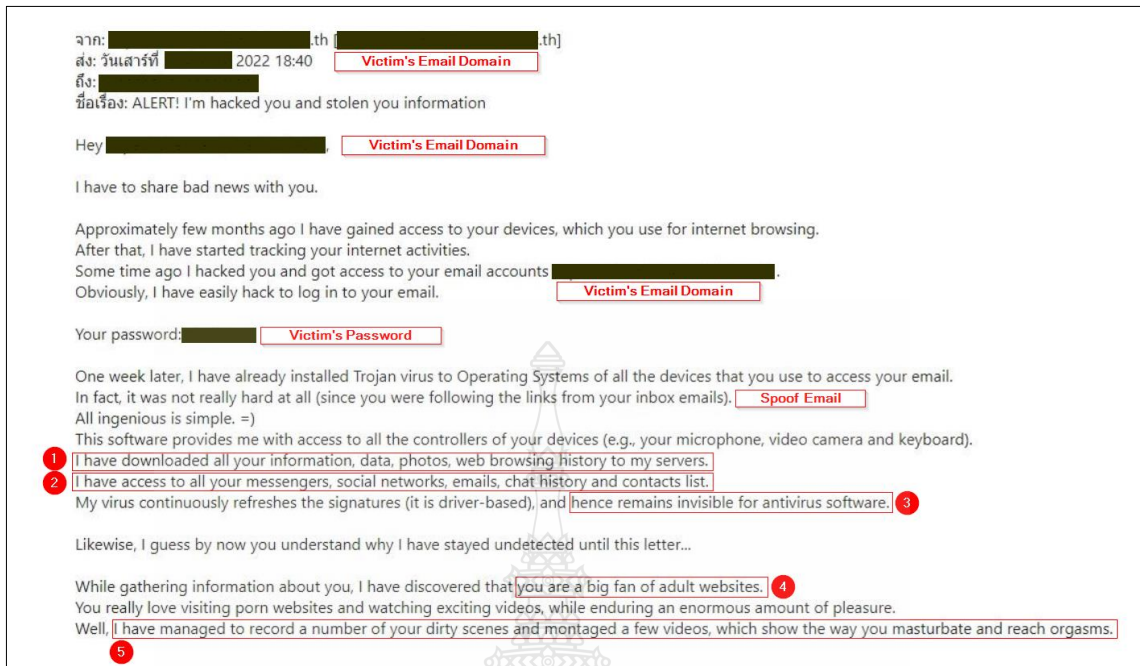 จาก: .th [ .th]
ส่ง: วันเสาร์ที่ 2022 18:40 Victim's Email Domain
ถึง:
ชื่อเรื่อง: ALERT! I'm hacked you and stolen you information
Hey , Victim's Email Domain
I have to share bad news with you.
Approximately few months ago I have gained access to your devices, which you use for internet browsing.
After that, I have started tracking your internet activities.
Some time ago I hacked you and got access to your email accounts .
Obviously, I have easily hack to log in to your email. Victim's Email Domain
Your password: Victim's Password
One week later, I have already installed Trojan virus to Operating Systems of all the devices that you use to access your email.
In fact, it was not really hard at all (since you were following the links from your inbox emails). Spoof Email
All ingenious is simple. =)
This software provides me with access to all the controllers of your devices (e.g., your microphone, video camera and keyboard).
1 I have downloaded all your information, data, photos, web browsing history to my servers.
2 I have access to all your messengers, social networks, emails, chat history and contacts list.
My virus continuously refreshes the signatures (it is driver-based), and hence remains invisible for antivirus software. 3
Likewise, I guess by now you understand why I have stayed undetected until this letter...
While gathering information about you, I have discovered that you are a big fan of adult websites. 4
You really love visiting porn websites and watching exciting videos, while enduring an enormous amount of pleasure.
Well, I have managed to record a number of your dirty scenes and montaged a few videos, which show the way you masturbate and reach orgasms.
5